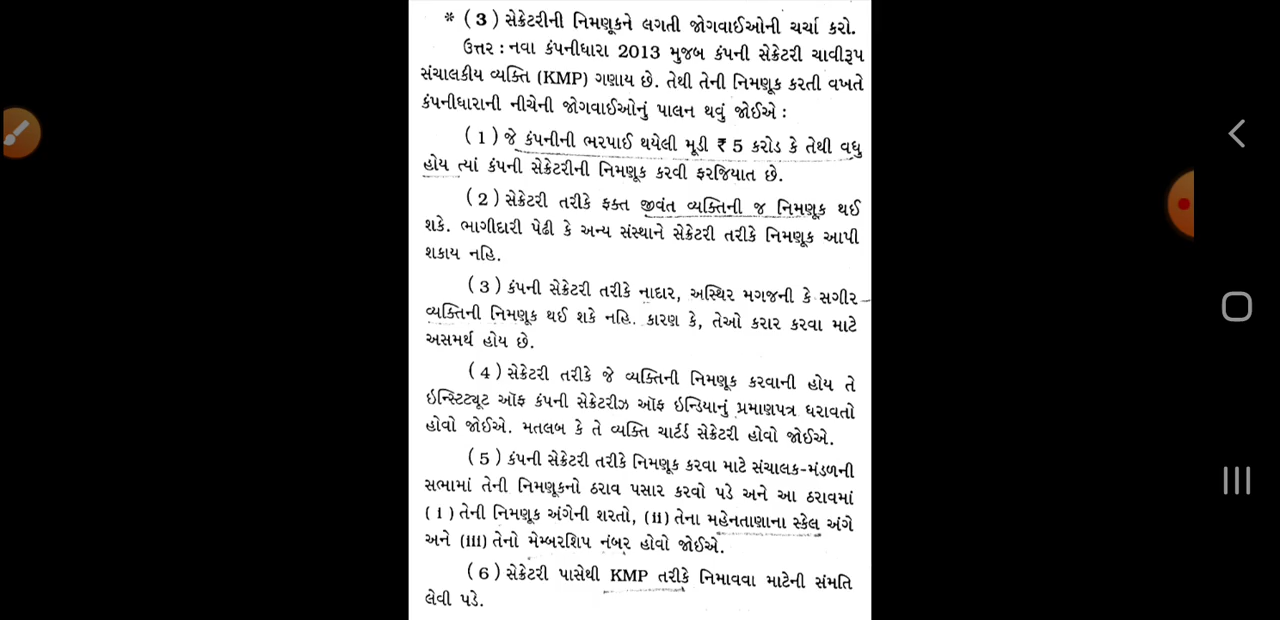 * (3) સેક્રેટરીની નિમણૂકને લગતી જોગવાઈઓની ચર્ચા કરો.
ઉત્તર : નવા કંપનીધારા 2013 મુજબ કંપની સેક્રેટરી ચાવીરૂપ
સંચાલકીય વ્યક્તિ (KMP) ગણાય છે. તેથી તેની નિમણૂક કરતી વખતે
કંપનીધારાની નીચેની જોગવાઈઓનું પાલન થવું જોઈએ :
(1) જે કંપનીની ભરપાઈ થયેલી મૂડી ₹ 5 કરોડ કે તેથી વધુ
હોય ત્યાં કંપની સેક્રેટરીની નિમણૂક કરવી ફરજિયાત છે.
(2) સેક્રેટરી તરીકે ફક્ત જીવંત વ્યક્તિની જ નિમણૂક થઈ
શકે. ભાગીદારી પેઢી કે અન્ય સંસ્થાને સેક્રેટરી તરીકે નિમણૂક આપી
શકાય નહિ.
(3) કંપની સેક્રેટરી તરીકે નાદાર, અસ્થિર મગજની કે સગીર
વ્યક્તિની નિમણૂક થઈ શકે નહિ. કારણ કે, તેઓ કરાર કરવા માટે
અસમર્થ હોય છે.
(4) સેક્રેટરી તરીકે જે વ્યક્તિની નિમણૂક કરવાની હોય તે
ઇન્સ્ટિટ્યૂટ ઑફ કંપની સેક્રેટરીઝ ઑફ ઇન્ડિયાનું પ્રમાણપત્ર ધરાવતો
હોવો જોઈએ. મતલબ કે તે વ્યક્તિ ચાર્ટર્ડ સેક્રેટરી હોવો જોઈએ.
(5) કંપની સેક્રેટરી તરીકે નિમણૂક કરવા માટે સંચાલક-મંડળની
સભામાં તેની નિમણૂકનો ઠરાવ પસાર કરવો પડે અને આ ઠરાવમાં
(i) તેની નિમણૂક અંગેની શરતો, (ii) તેના મહેનતાણાના સ્કેલ અંગે
અને (iii) તેનો મેમ્બરશિપ નંબર હોવો જોઈએ.
(6) સેક્રેટરી પાસેથી KMP તરીકે નિમાવવા માટેની સંમતિ
લેવી પડે.